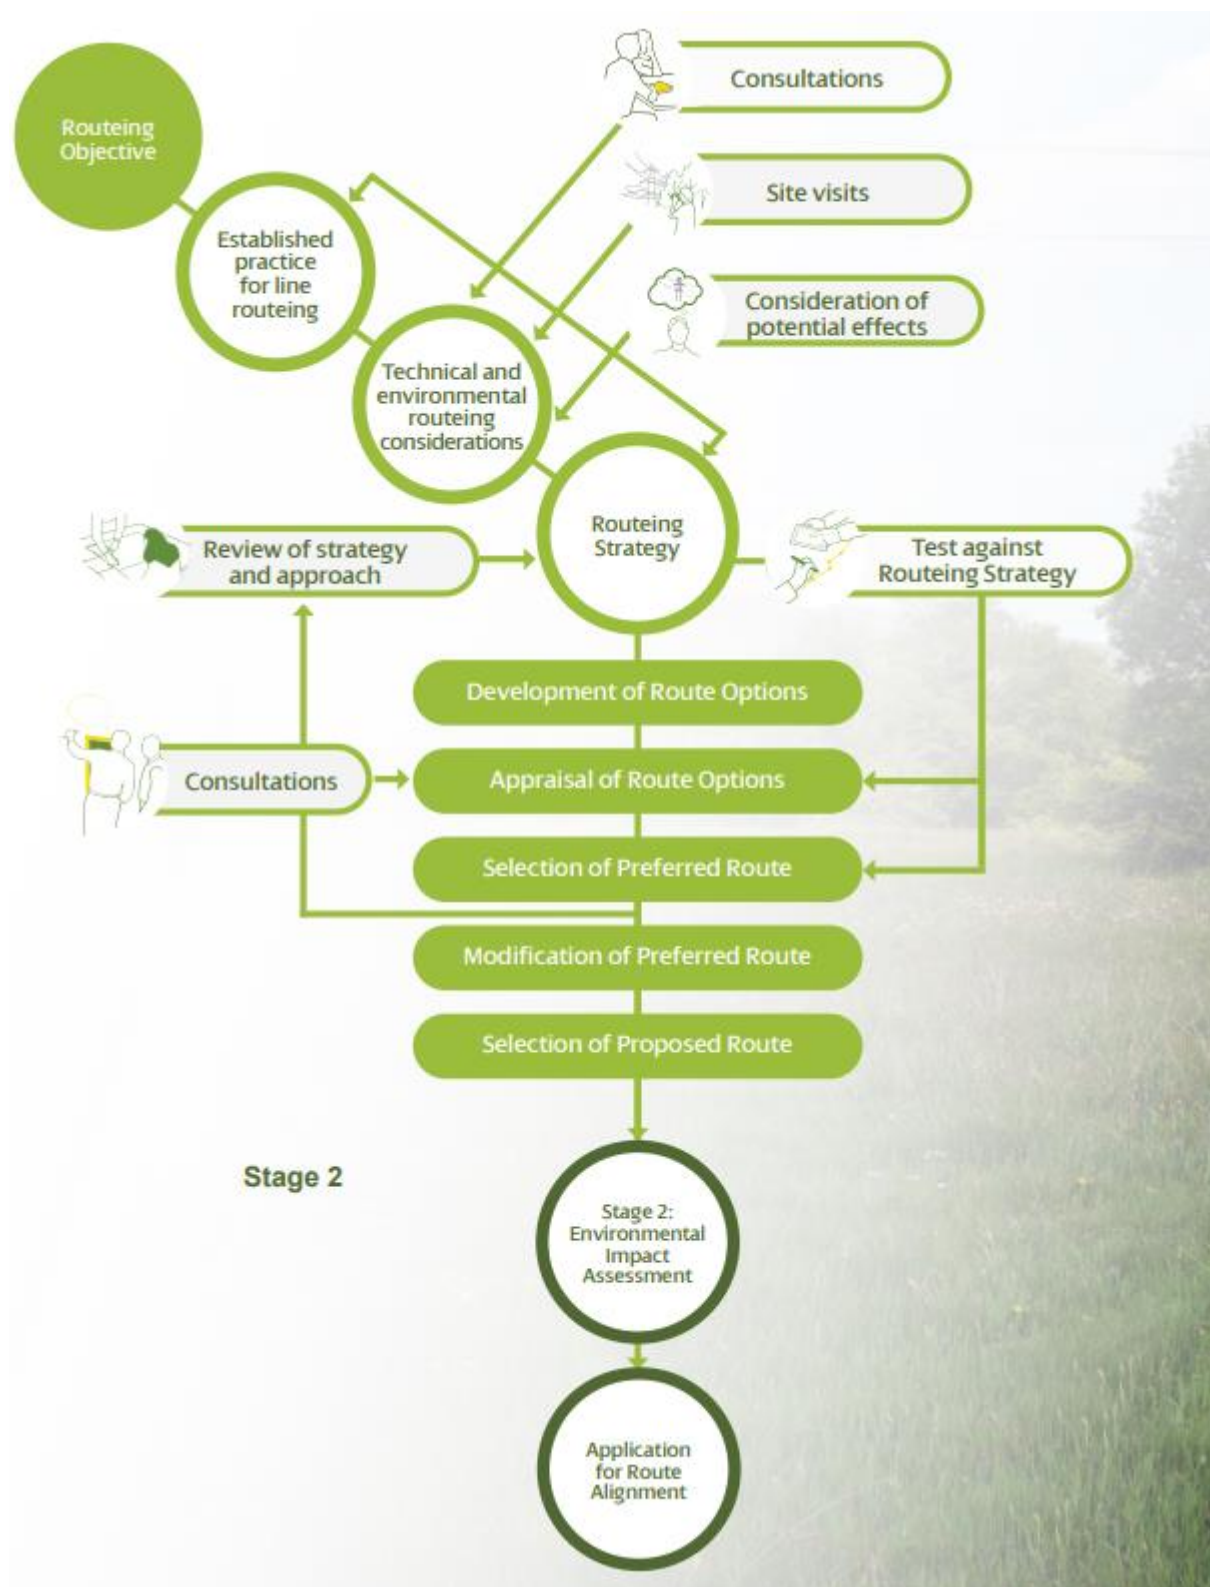 Routeing
Objective
Consultations
Site visits
Established
practice
for line
routeing
Consideration of
potential effects
Technical and
environmental
routeing
considerations
Routeing
Strategy
Review of strategy
and approach
Test against
Routeing Strategy
Development of Route Options
Consultations
Appraisal of Route Options
Selection of Preferred Route
Modification of Preferred Route
Selection of Proposed Route
Stage 2
Stage 2:
Environmental
Impact
Assessment
Application
for Route
Alignment